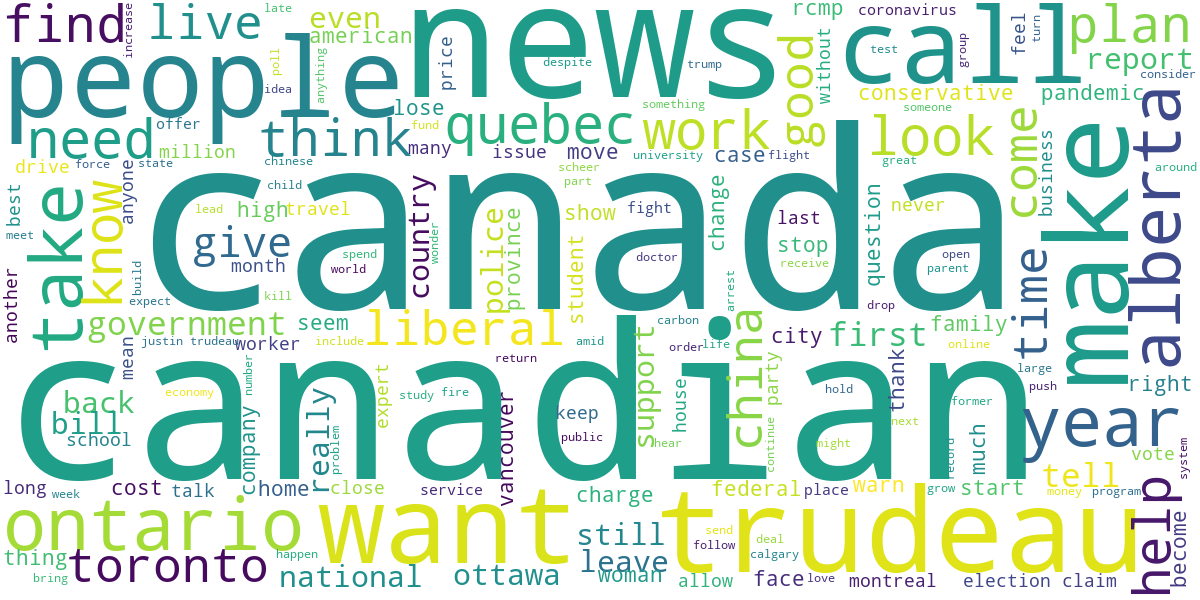 find
increase
live
late
even
american
poll
idea
anything
news
people
despite
trump
price
rcmp
coronavirus
call
test
group
feel
turn
plan
report
good
without
conservative
pandemic
consider
need
offer
million
think
chinese
lose
fund
many
quebec
something
work
look
someone
alberta
drive
force
state
issue
move
university
case
flight
great
come
business
make
around
best
meet
take
know
anyone
child
lead
high
travel
scheer
part
canada
give
month
spend
world
country
wonder
police
province
student
show
fight
doctor
change
last
stop
receive
question
never
open
parent
time
another
expect
build
kill
government
seem
liberal
carbon
china
city
drop
first
family
online
mean
justin trudeau
worker
include
amid
return
support
order
life
large
push
right
canadian
back
bill
school
economy
number
company
really
problem
expert
study
fire
vancouver
keep
public
hear
house
continue
party
hold
might
thank
next
former
record
much
year
vote
system
long
week
cost
talk
home
close
service
charge
federal
place
warn
grow
start
tell
money
program
help
become
ontario
want
still
send
follow
trudeau
deal
calgary
thing
bring
toronto
happen
national
ottawa
leave
woman
allow
face
love
montreal
election
claim